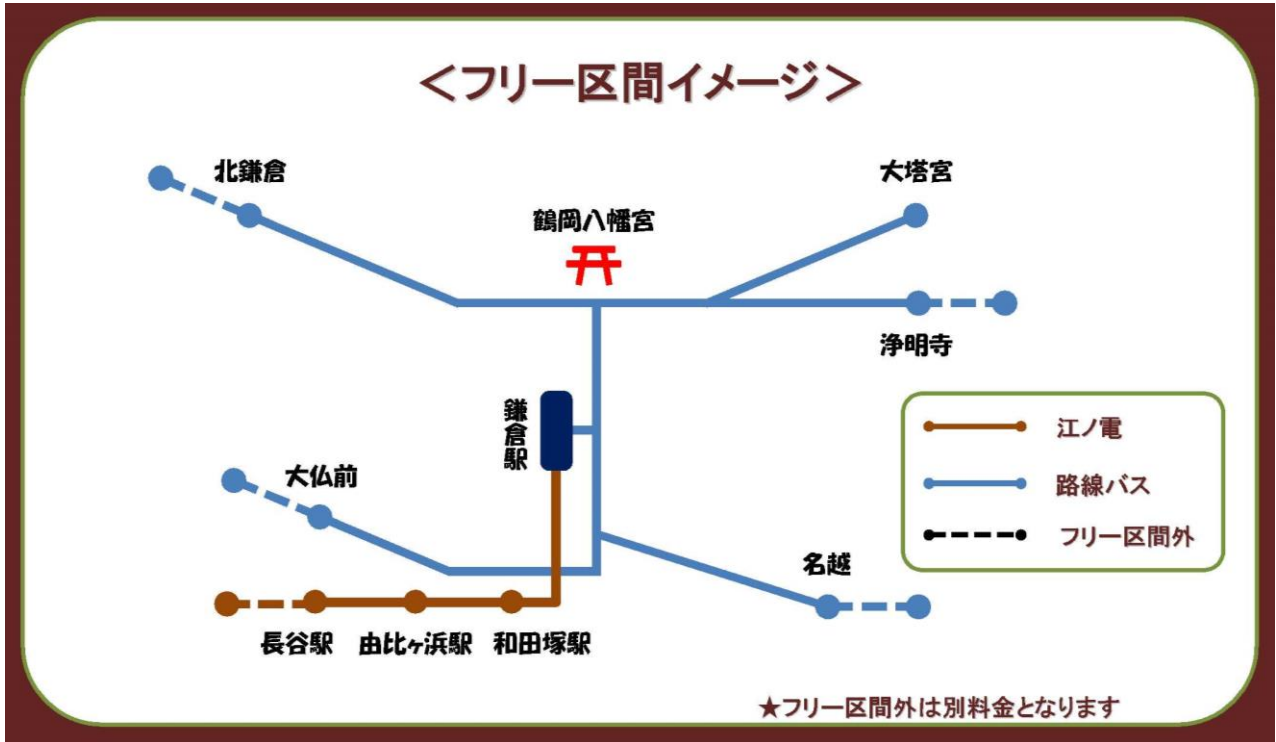 ＜フリー区間イメージ＞
北鎌倉
大塔宮
鶴岡八幡宮
浄明寺
鎌倉駅
江ノ電
大仏前
路線バス
フリー区間外
名越
長谷駅
由比ヶ浜駅
和田塚駅
★フリー区間外は別料金となります